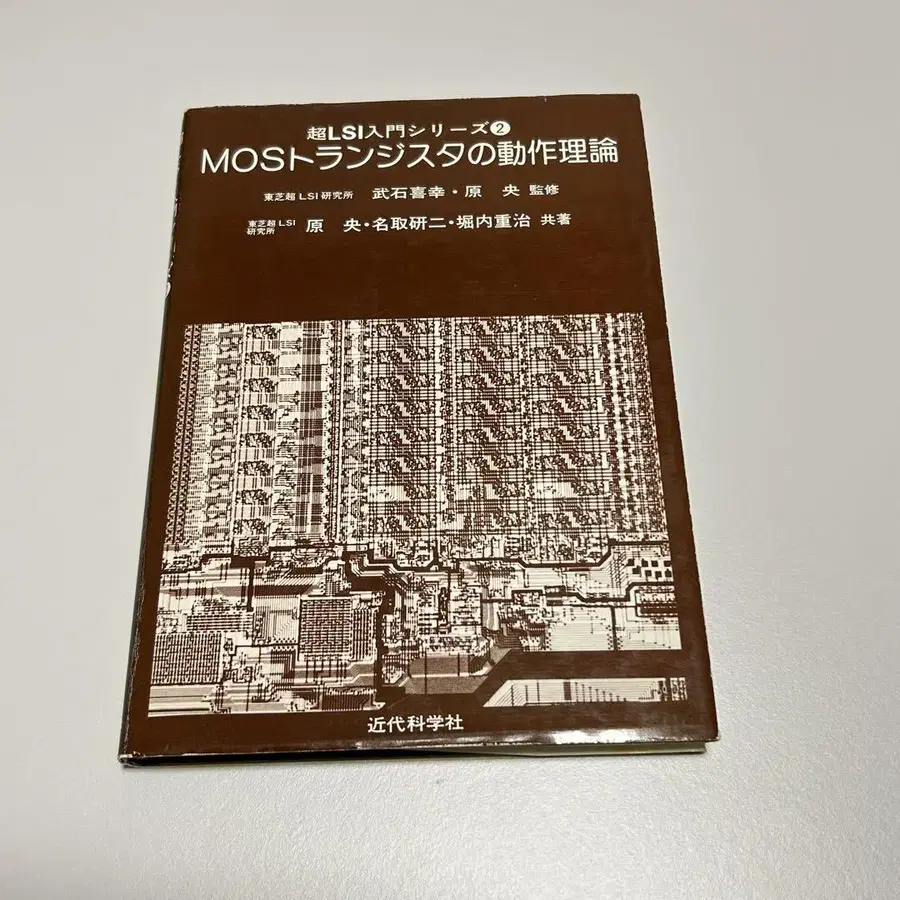 超LSI入門シリーズ❷
MOSトランジスタの動作理論
東芝超LSI研究所 武石喜幸・原 央 監修
東芝超LSI研究所 原 央・名取研二・堀内重治 共著
近代科学社